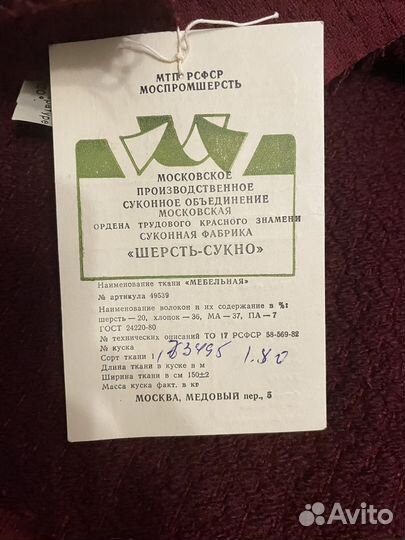 МТП РСФСР
МОСПРОМШЕРСТЬ
МОСКОВСКОЕ
ПРОИЗВОДСТВЕННОЕ
СУКОННОЕ ОБЪЕДИНЕНИЕ
МОСКОВСКАЯ
ОРДЕНА ТРУДОВОГО КРАСНОГО ЗНАМЕНИ
СУКОННАЯ ФАБРИКА
«ШЕРСТЬ-СУКНО»
Наименование ткани «МЕБЕЛЬНАЯ»
№ артикула 49539
Наименование волокон и их содержание в %:
шерсть — 20, хлопок — 36, МА — 37, ПА — 7
ГОСТ 24220-80
№ технических описаний ТО 17 РСФСР 58-569-82
№ куска
Сорт ткани 1
Длина ткани в куске в м
Ширина ткани в см 150±2
Масса куска факт. в кг
МОСКВА, МЕДОВЫЙ пер., 5
Avito